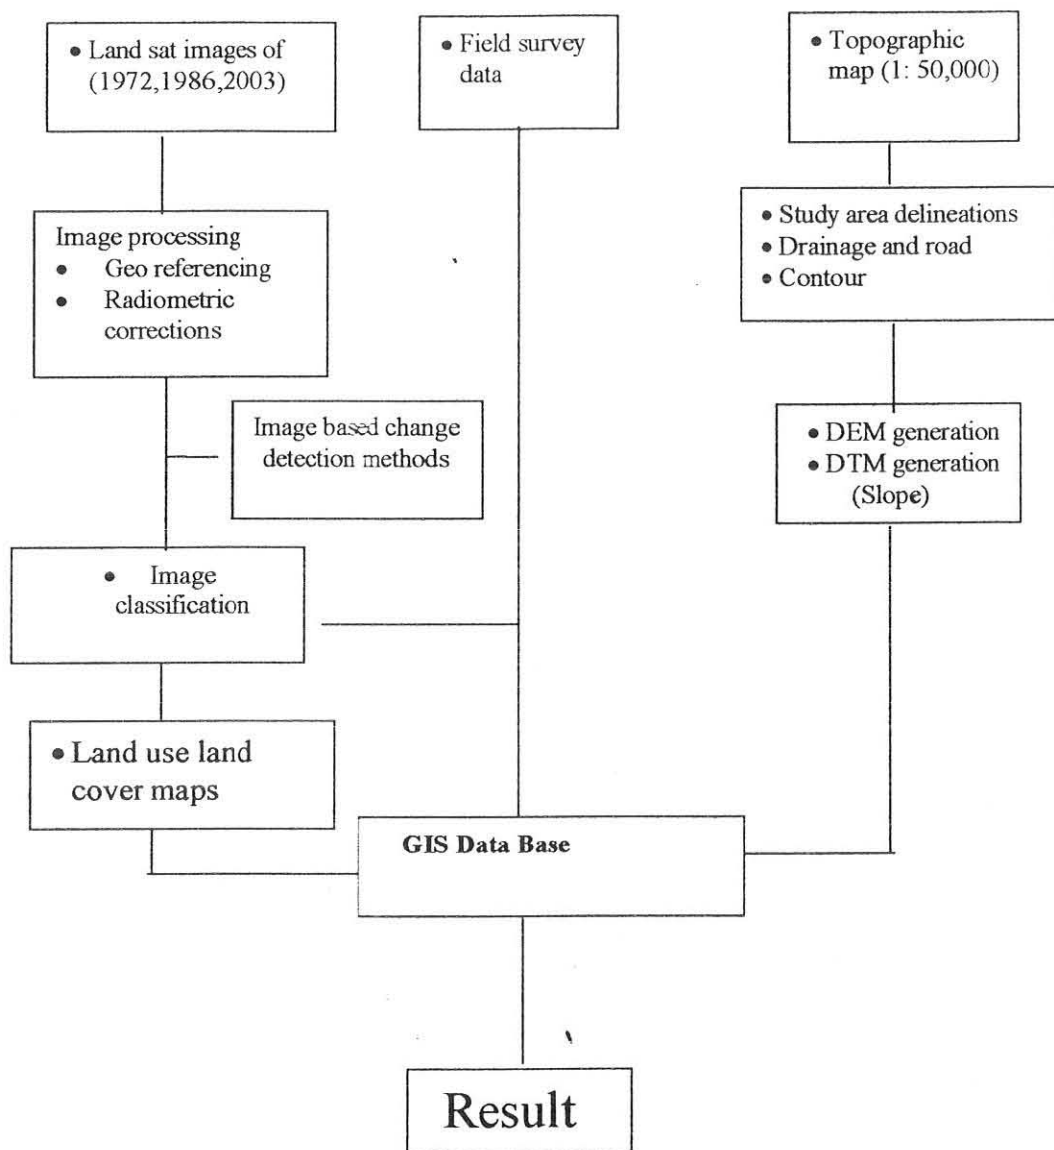 • Land sat images of
(1972,1986,2003)
• Field survey
data
• Topographic
map (1: 50,000)
Image processing
• Geo referencing
• Radiometric
corrections
• Study area delineations
• Drainage and road
• Contour
Image based change
detection methods
• DEM generation
• DTM generation
(Slope)
• Image
classification
• Land use land
cover maps
GIS Data Base
Result